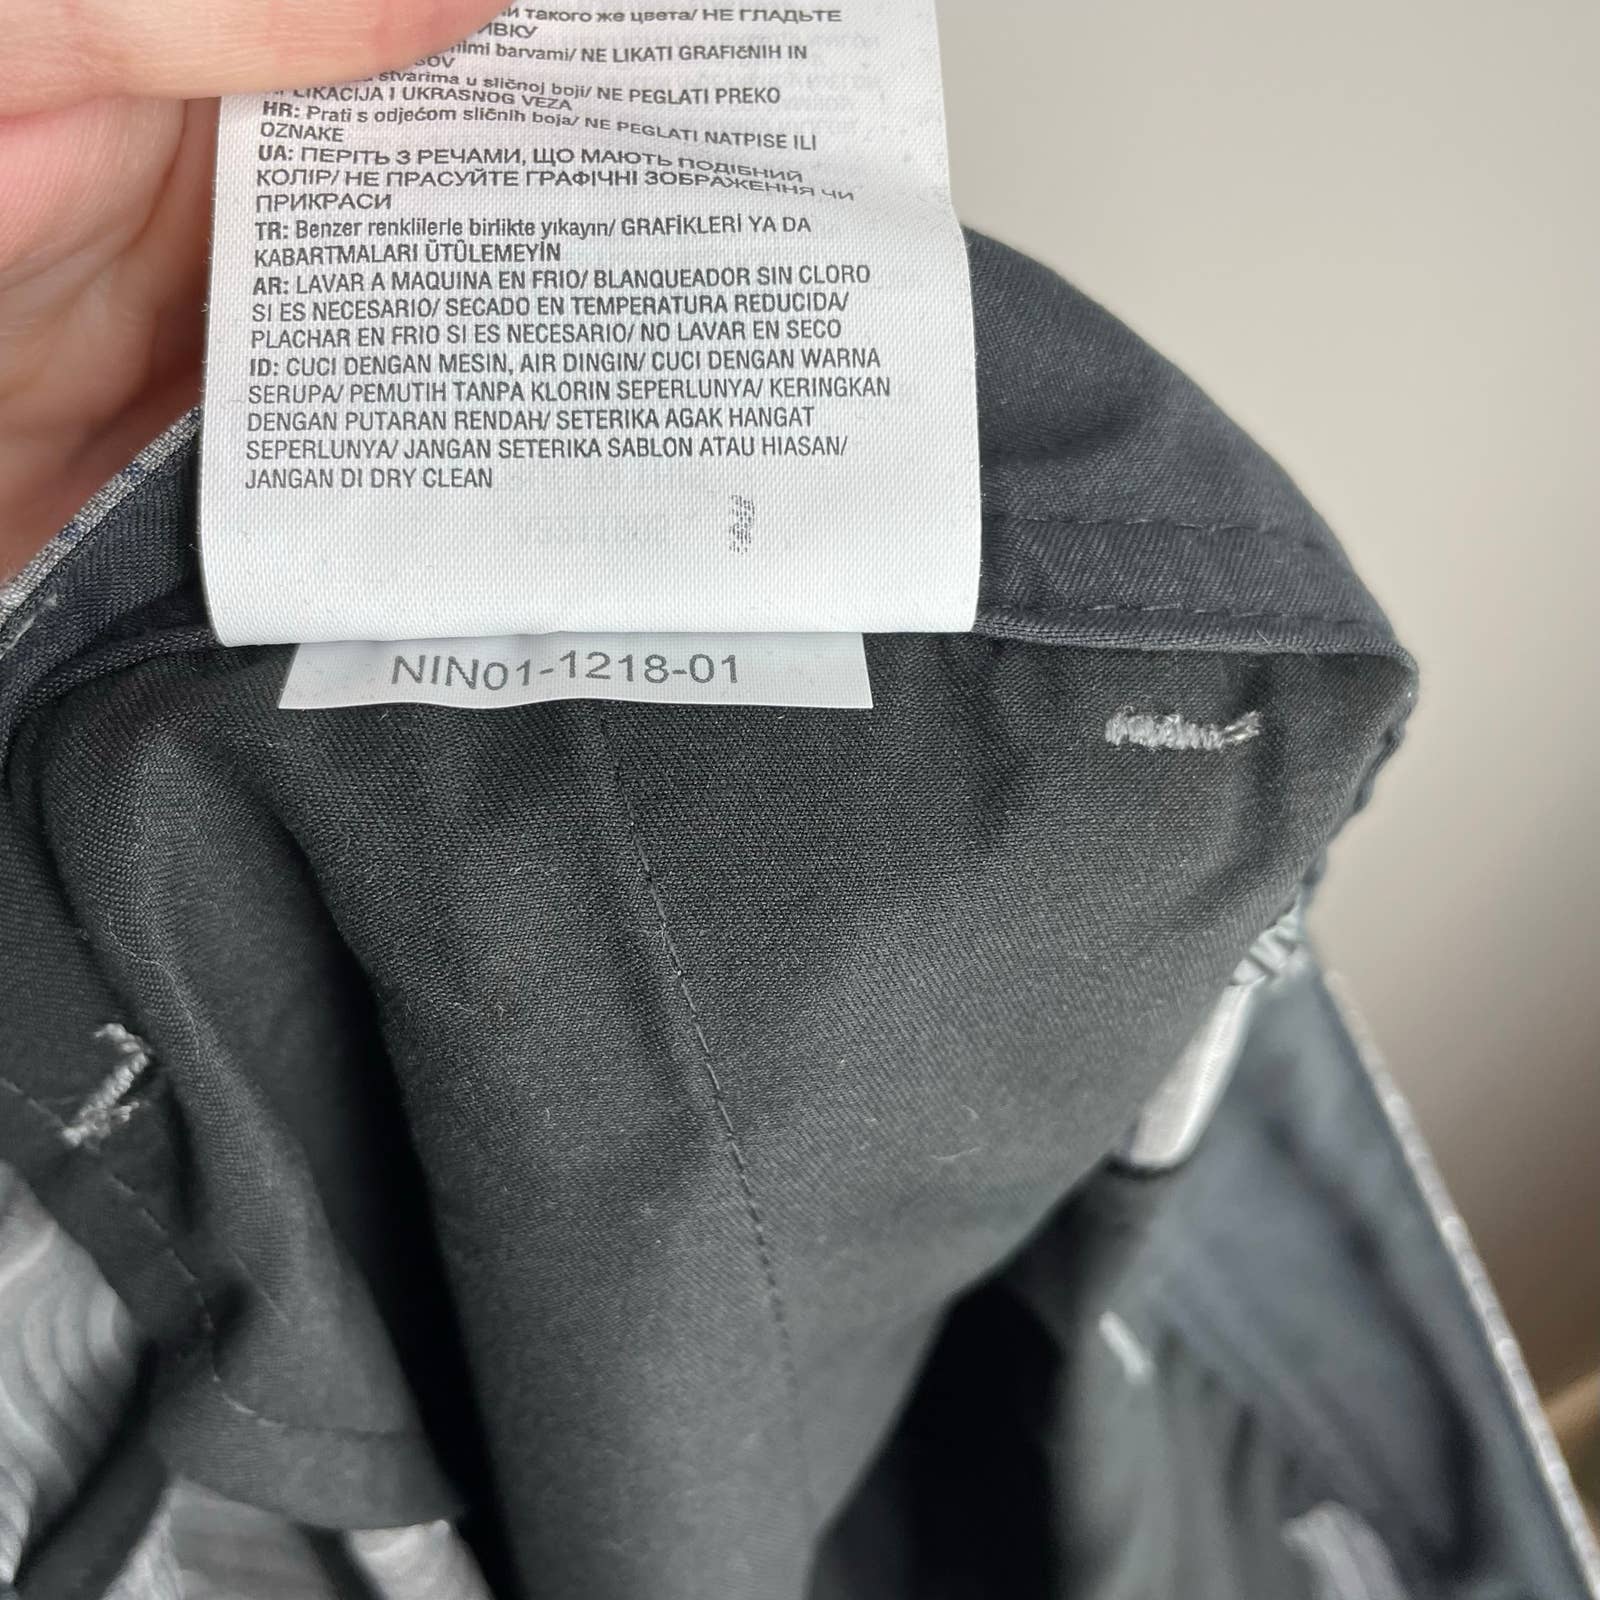 такого же цвета/ НЕ ГЛАДЬТЕ
barvami/ NE LIKATI GRAFIčNIH IN
stvarima u sličnoj boji/ NE PEGLATI PREKO
I UKRASNOG VEZA
HR: Prati s odjećom sličnih boja/ NE PEGLATI NATPISE ILI
OZNAKE
UA: ПЕРІТЬ З РЕЧАМИ, ЩО МАЮТЬ ПОДІБНИЙ
КОЛІР/ НЕ ПРАСУЙТЕ ГРАФІЧНІ ЗОБРАЖЕННЯ ЧИ
ПРИКРАСИ
TR: Benzer renklilerle birlikte yıkayın/ GRAFİKLERİ YA DA
KABARTMALARI ÜTÜLEMEYİN
AR: LAVAR A MAQUINA EN FRIO/ BLANQUEADOR SIN CLORO
SI ES NECESARIO/ SECADO EN TEMPERATURA REDUCIDA/
PLACHAR EN FRIO SI ES NECESARIO/ NO LAVAR EN SECO
ID: CUCI DENGAN MESIN, AIR DINGIN/ CUCI DENGAN WARNA
SERUPA/ PEMUTIH TANPA KLORIN SEPERLUNYA/ KERINGKAN
DENGAN PUTARAN RENDAH/ SETERIKA AGAK HANGAT
SEPERLUNYA/ JANGAN SETERIKA SABLON ATAU HIASAN/
JANGAN DI DRY CLEAN
NIN01-1218-01